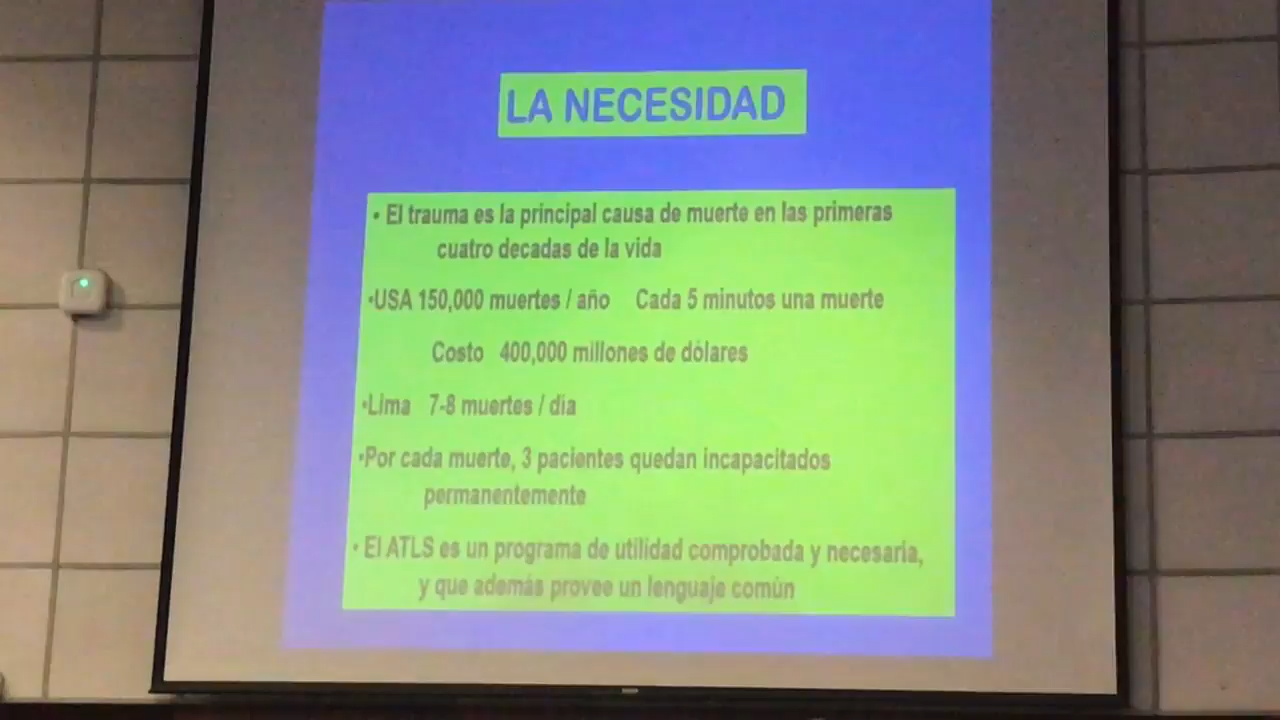 LA NECESIDAD
• El trauma es la principal causa de muerte en las primeras
cuatro decadas de la vida
•USA 150,000 muertes / año Cada 5 minutos una muerte
Costo 400,000 millones de dólares
•Lima 7-8 muertes / dia
•Por cada muerte, 3 pacientes quedan incapacitados
permanentemente
• El ATLS es un programa de utilidad comprobada y necesaria,
y que además provee un lenguaje común